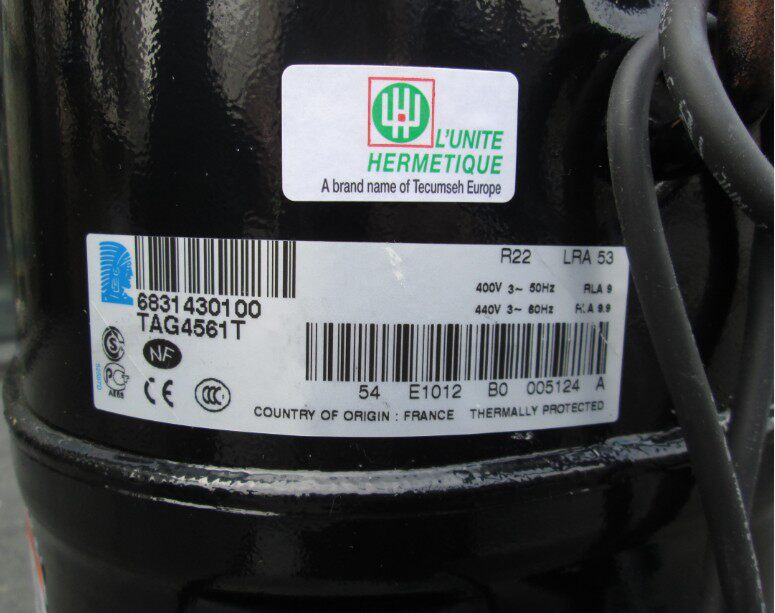 L'UNITE
HERMETIQUE
A brand name of Tecumseh Europe
R22 LRA 53
400V 3~ 50Hz RLA 9
440V 3~ 60Hz RLA 9.9
6831430100
TAG4561T
NF
CE
CCC
54 E1012 B0 005124 A
COUNTRY OF ORIGIN : FRANCE THERMALLY PROTECTED